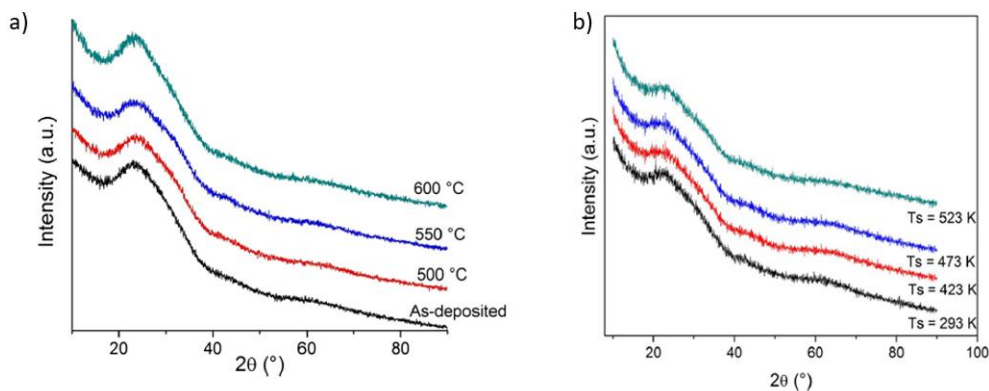 a)
Intensity (a.u.)
600 °C
550 °C
500 °C
As-deposited
20 40 60 80
2θ (°)
b)
Intensity (a.u.)
Ts = 523 K
Ts = 473 K
Ts = 423 K
Ts = 293 K
20 40 60 80 100
2θ (°)